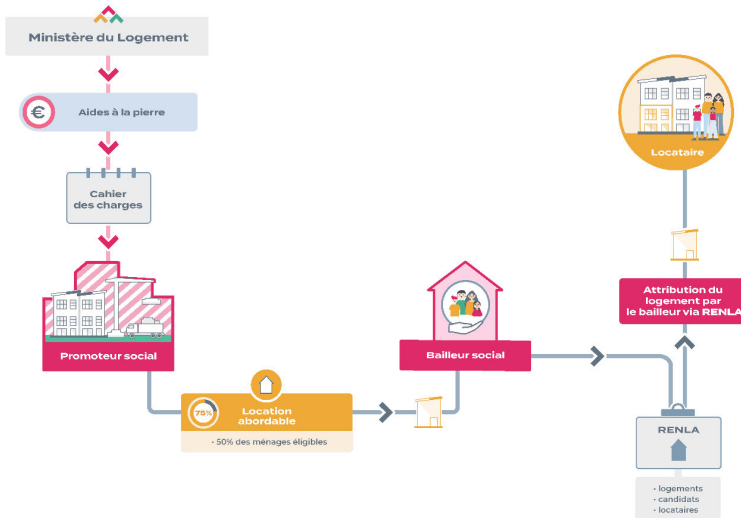 Ministère du Logement
€
Aides à la pierre
Cahier
des charges
Promoteur social
75%
Location
abordable
• 50% des ménages éligibles
Bailleur social
Locataire
Attribution du
logement par
le bailleur via RENLA
RENLA
• logements
• candidats
• locataires